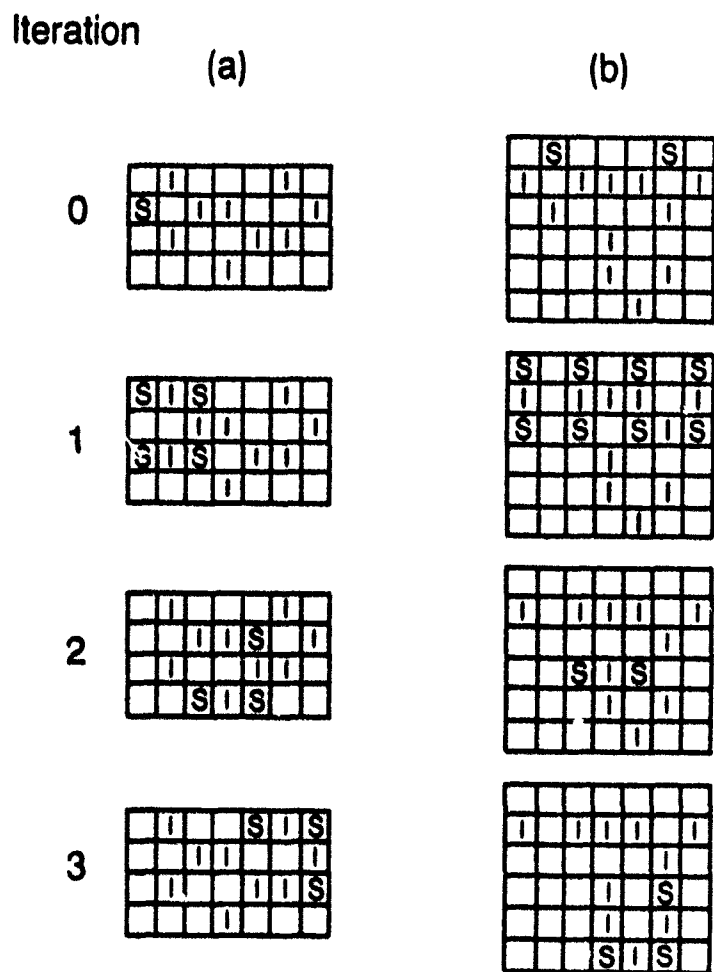 Iteration
(a) (b)
0
I I
S I I I
I I I
I
S S
I I I I I
I I
I
I I
I
1
S I S I
I I I
S I S I I
I
S S S S
I I I I I
S S S I S
I
I I
I
2
I I
I I S I
I I I
S I S
I I I I I
I
S I S
I I
I
3
I S I S
I I I
I I I S
I
I I I I I
I
I S
I I
S I S